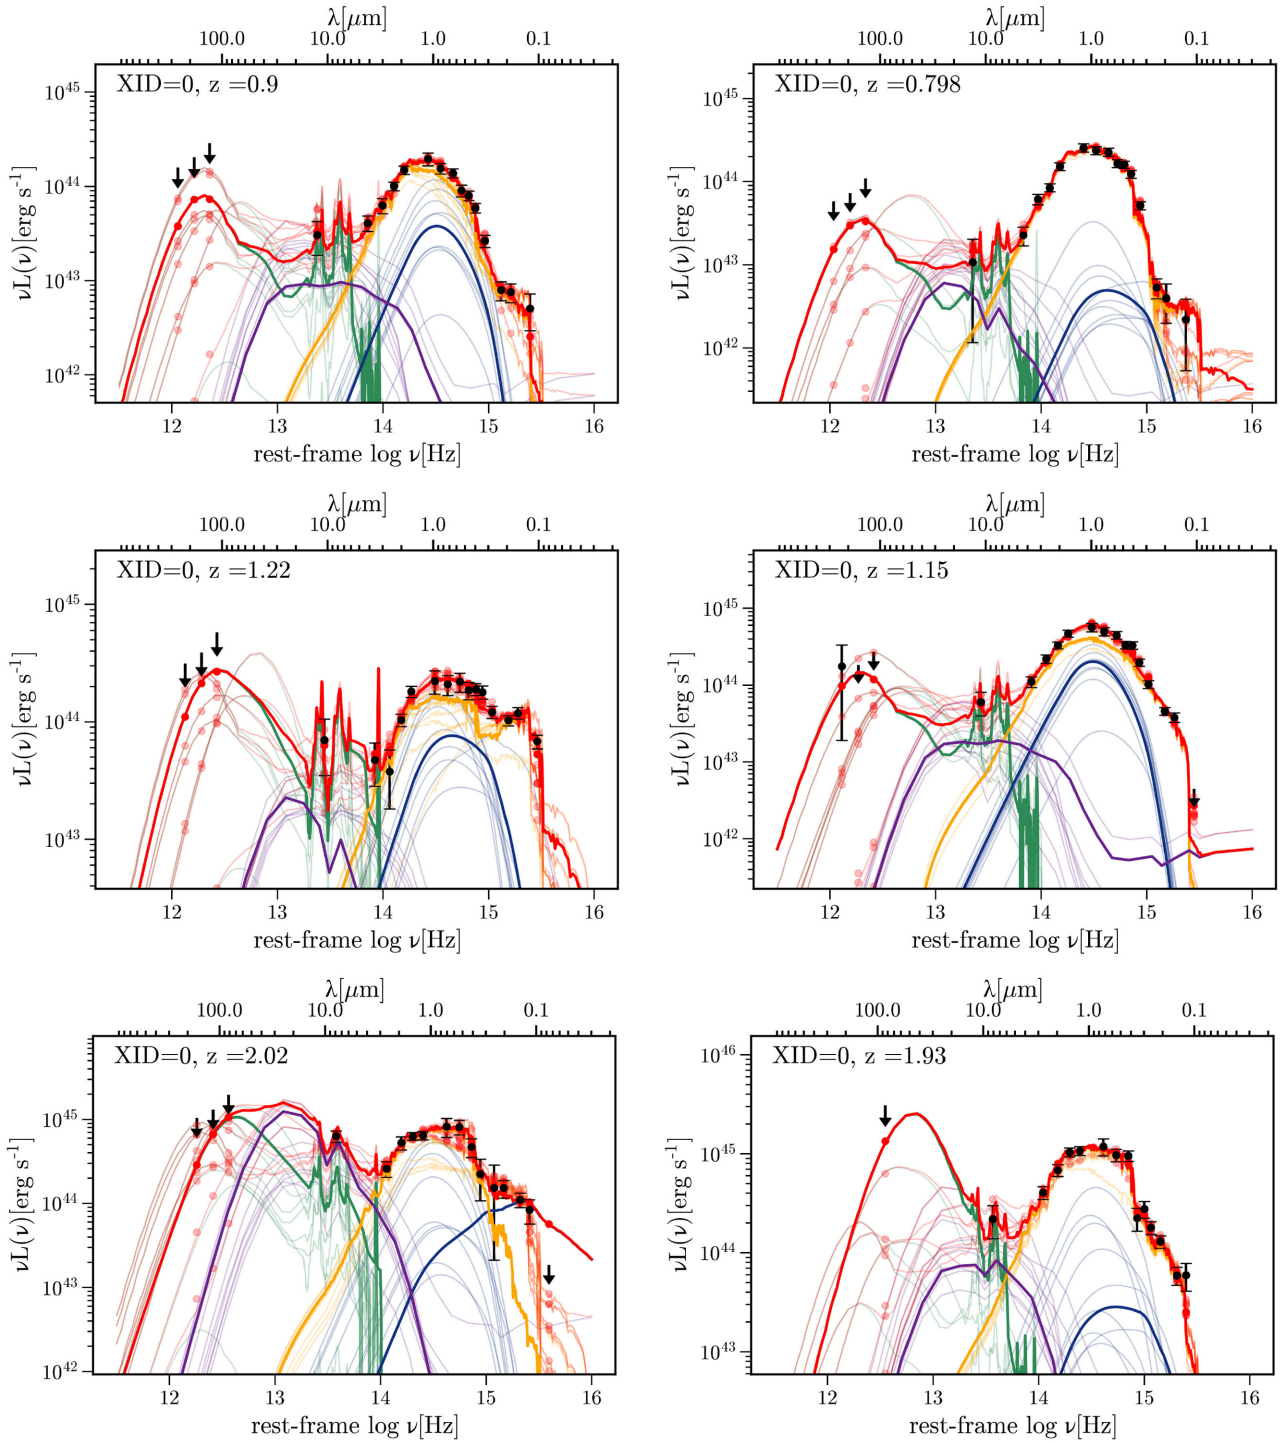 λ[μm] λ[μm]
100.0 10.0 1.0 0.1 100.0 10.0 1.0 0.1
XID=0, z =0.9 XID=0, z =0.798
10^45 10^45
10^44 10^44
10^43 10^43
10^42 10^42
νL(ν)[erg s^-1] νL(ν)[erg s^-1]
12 13 14 15 16 12 13 14 15 16
rest-frame log ν[Hz] rest-frame log ν[Hz]
λ[μm] λ[μm]
100.0 10.0 1.0 0.1 100.0 10.0 1.0 0.1
XID=0, z =1.22 XID=0, z =1.15
10^45 10^45
10^44 10^44
10^43 10^43
10^42
νL(ν)[erg s^-1] νL(ν)[erg s^-1]
12 13 14 15 16 12 13 14 15 16
rest-frame log ν[Hz] rest-frame log ν[Hz]
λ[μm] λ[μm]
100.0 10.0 1.0 0.1 100.0 10.0 1.0 0.1
XID=0, z =2.02 XID=0, z =1.93
10^46
10^45 10^45
10^44 10^44
10^43 10^43
10^42
νL(ν)[erg s^-1] νL(ν)[erg s^-1]
12 13 14 15 16 12 13 14 15 16
rest-frame log ν[Hz] rest-frame log ν[Hz]